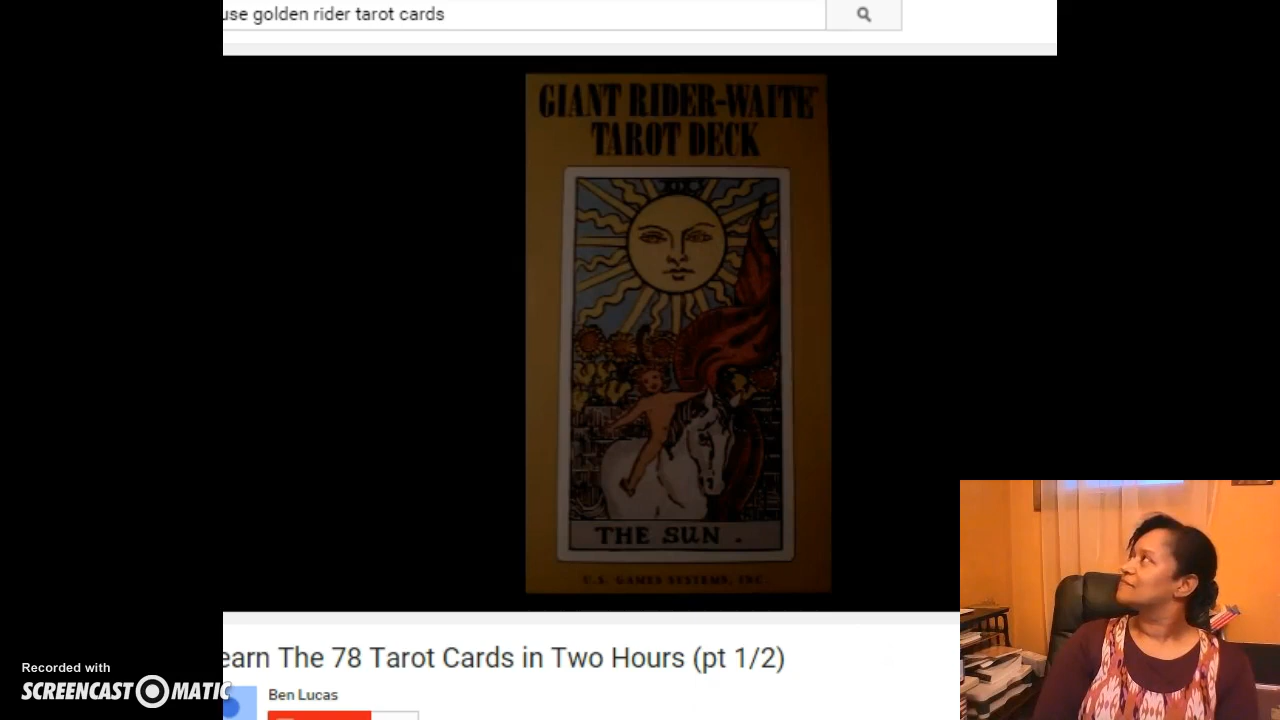 use golden rider tarot cards
GIANT RIDER-WAITE
TAROT DECK
THE SUN .
U.S. GAMES SYSTEMS, INC.
earn The 78 Tarot Cards in Two Hours (pt 1/2)
Ben Lucas
Recorded with
SCREENCAST MATIC